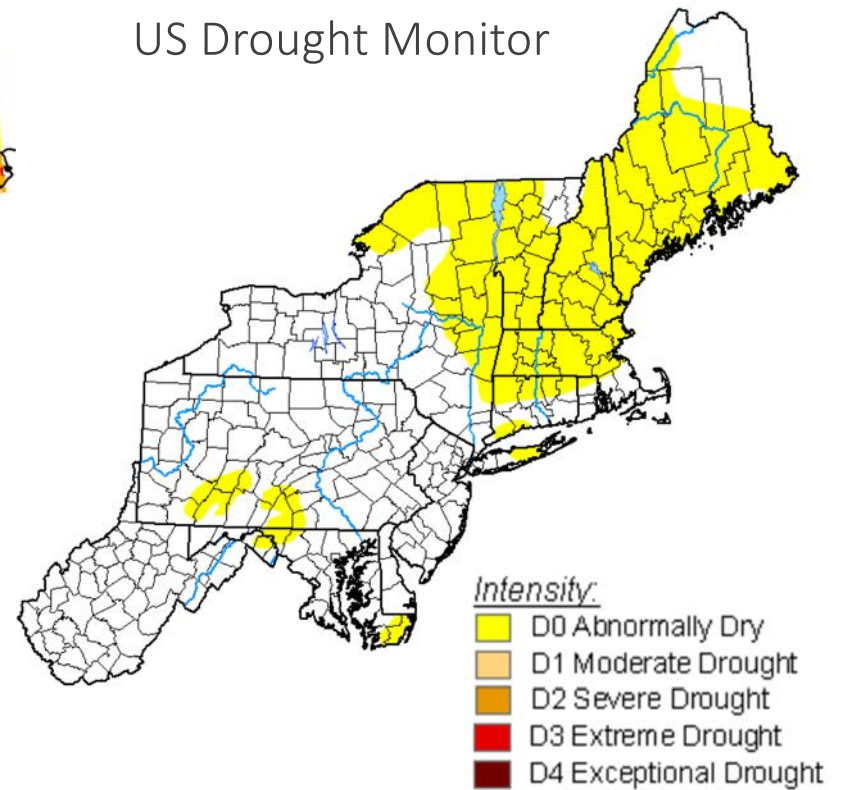 US Drought Monitor
Intensity:
D0 Abnormally Dry
D1 Moderate Drought
D2 Severe Drought
D3 Extreme Drought
D4 Exceptional Drought